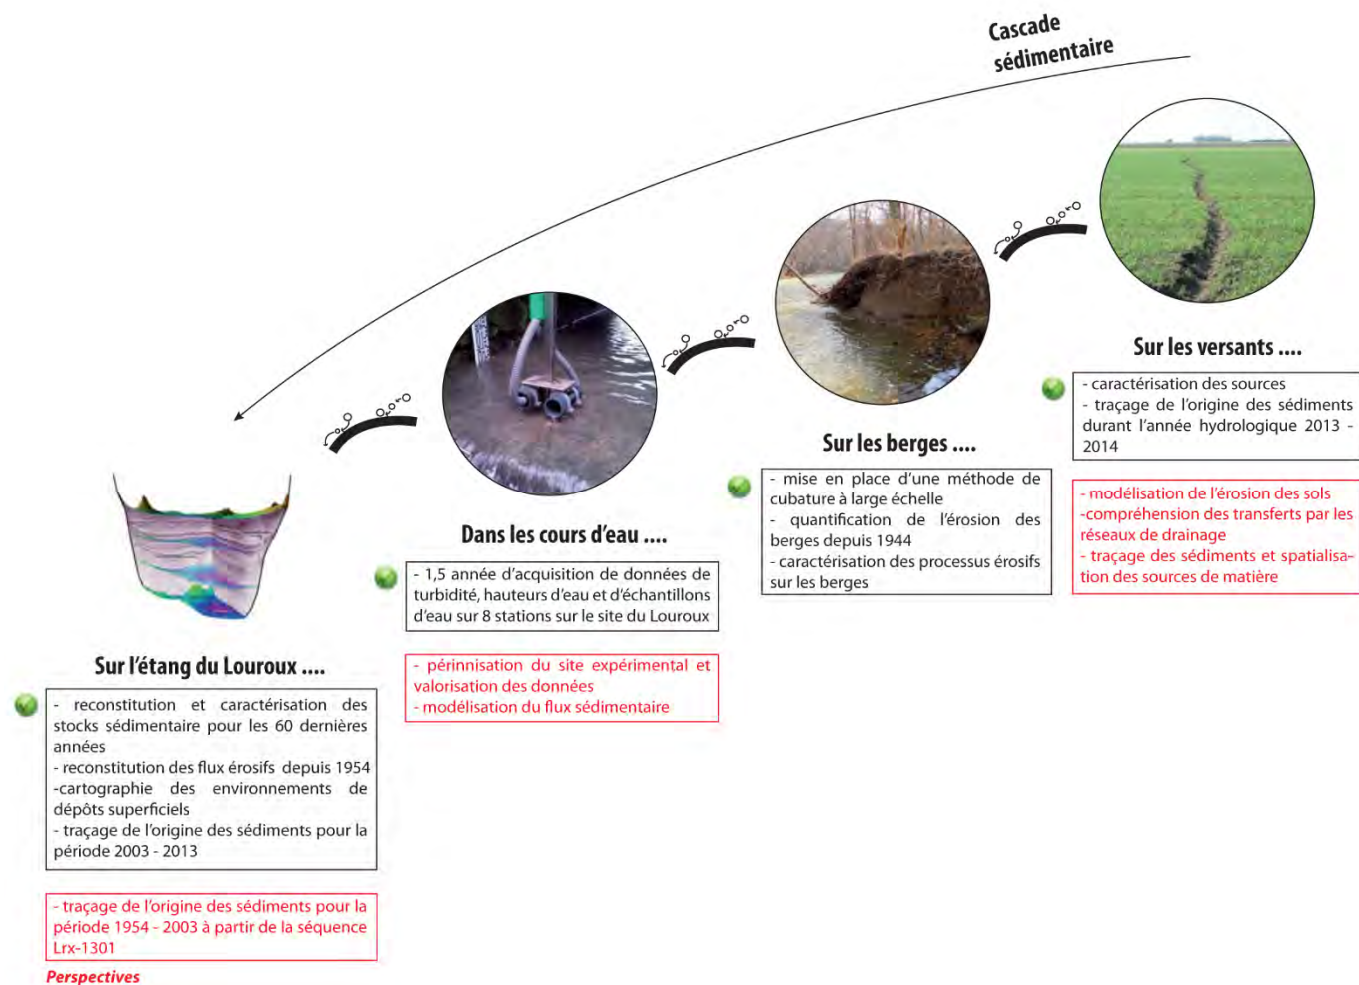 Cascade
sédimentaire
Sur les versants ....
- caractérisation des sources
- traçage de l'origine des sédiments
durant l'année hydrologique 2013 -
2014
- modélisation de l'érosion des sols
-compréhension des transferts par les
réseaux de drainage
- traçage des sédiments et spatialisa-
tion des sources de matière
Sur les berges ....
- mise en place d'une méthode de
cubature à large échelle
- quantification de l'érosion des
berges depuis 1944
- caractérisation des processus érosifs
sur les berges
Dans les cours d'eau ....
- 1,5 année d'acquisition de données de
turbidité, hauteurs d'eau et d'échantillons
d'eau sur 8 stations sur le site du Louroux
- périnnisation du site expérimental et
valorisation des données
- modélisation du flux sédimentaire
Sur l'étang du Louroux ....
- reconstitution et caractérisation des
stocks sédimentaire pour les 60 dernières
années
- reconstitution des flux érosifs depuis 1954
-cartographie des environnements de
dépôts superficiels
- traçage de l'origine des sédiments pour la
période 2003 - 2013
- traçage de l'origine des sédiments pour la
période 1954 - 2003 à partir de la séquence
Lrx-1301
Perspectives